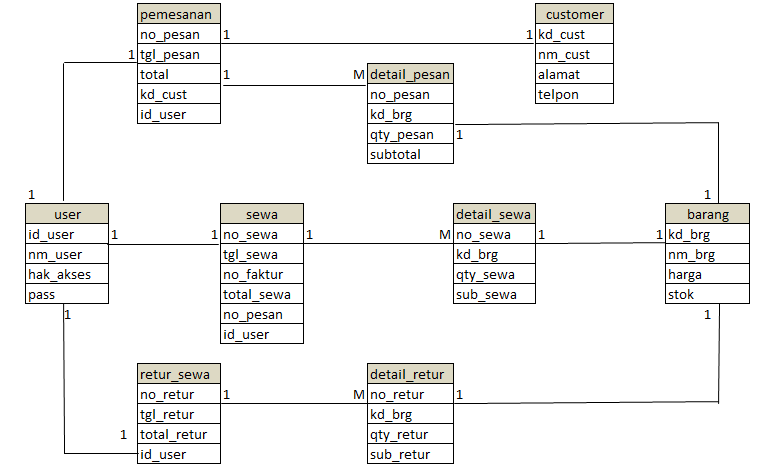 pemesanan
no_pesan
tgl_pesan
total
kd_cust
id_user
1
1
1
1
customer
kd_cust
nm_cust
alamat
telpon
M
detail_pesan
no_pesan
kd_brg
qty_pesan
subtotal
1
1
1
user
id_user
nm_user
hak_akses
pass
1
1
1
sewa
no_sewa
tgl_sewa
no_faktur
total_sewa
no_pesan
id_user
1
M
detail_sewa
no_sewa
kd_brg
qty_sewa
sub_sewa
1
1
barang
kd_brg
nm_brg
harga
stok
1
retur_sewa
no_retur
tgl_retur
total_retur
id_user
1
1
M
detail_retur
no_retur
kd_brg
qty_retur
sub_retur
1